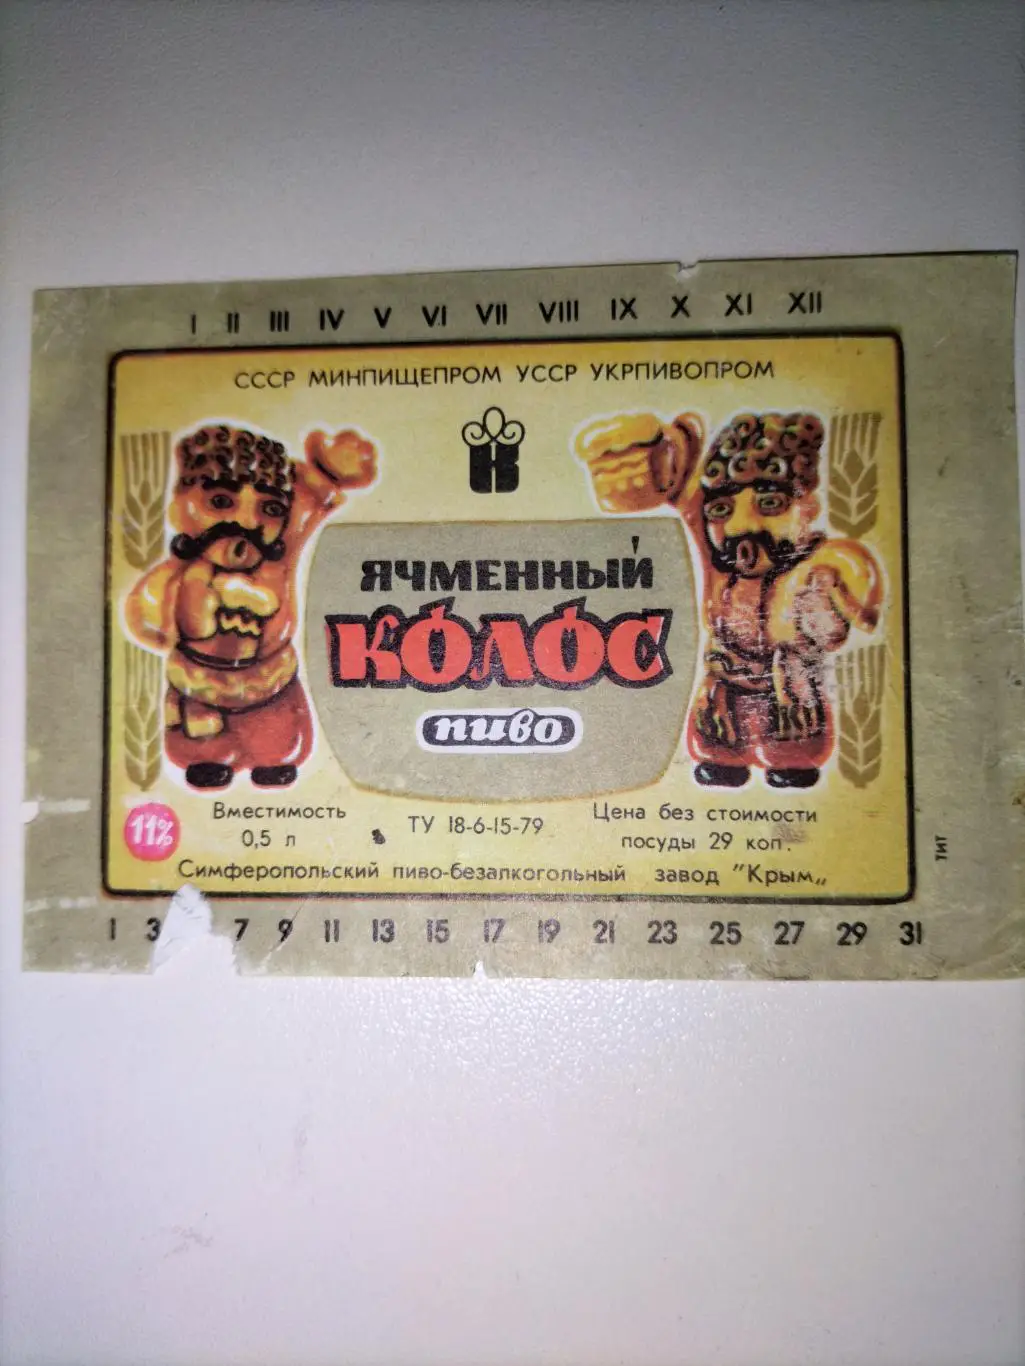 I II III IV V VI VII VIII IX X XI XII
СССР МИНПИЩЕПРОМ УССР УКРПИВОПРОМ
К
ЯЧМЕННЫЙ
КОЛОС
пиво
11%
Вместимость
0,5 л
ТУ 18-6-15-79
Цена без стоимости
посуды 29 коп.
Симферопольский пиво-безалкогольный завод "Крым„
ТИТ
1 3 7 9 11 13 15 17 19 21 23 25 27 29 31